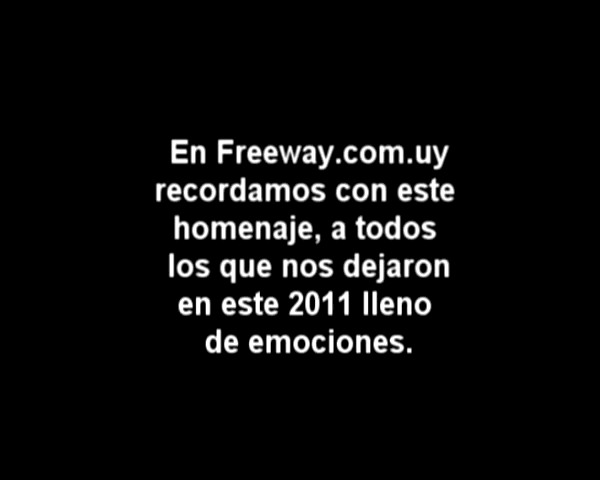 En Freeway.com.uy
recordamos con este
homenaje, a todos
los que nos dejaron
en este 2011 lleno
de emociones.